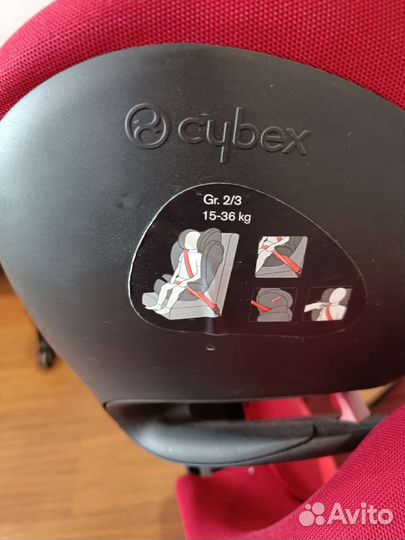 cybex
Gr. 2/3
15-36 kg
Avito